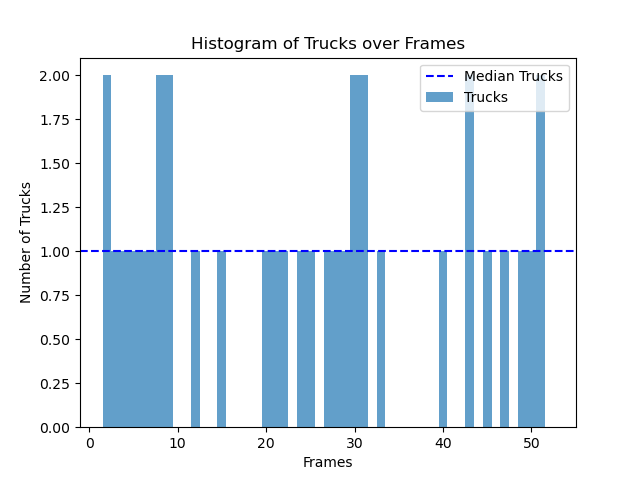 Histogram of Trucks over Frames
Median Trucks
Trucks
2.00
1.75
1.50
1.25
1.00
0.75
0.50
0.25
0.00
Number of Trucks
0 10 20 30 40 50
Frames